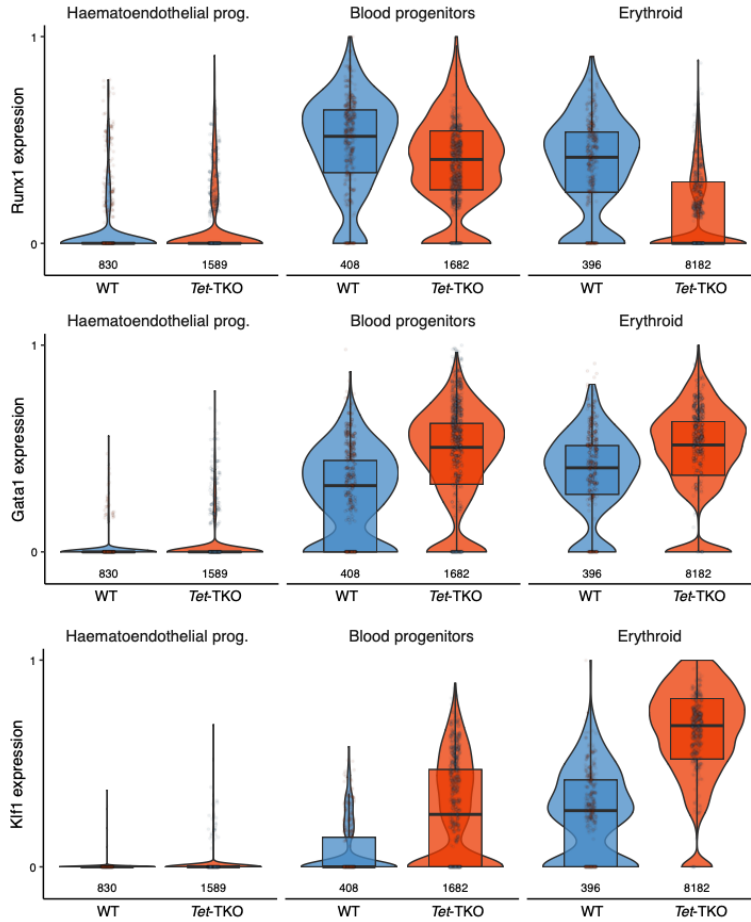 Haematoendothelial prog. Blood progenitors Erythroid
1
Runx1 expression
0
830 1589 408 1682 396 8182
WT Tet-TKO WT Tet-TKO WT Tet-TKO
Haematoendothelial prog. Blood progenitors Erythroid
1
Gata1 expression
0
830 1589 408 1682 396 8182
WT Tet-TKO WT Tet-TKO WT Tet-TKO
Haematoendothelial prog. Blood progenitors Erythroid
1
Klf1 expression
0
830 1589 408 1682 396 8182
WT Tet-TKO WT Tet-TKO WT Tet-TKO